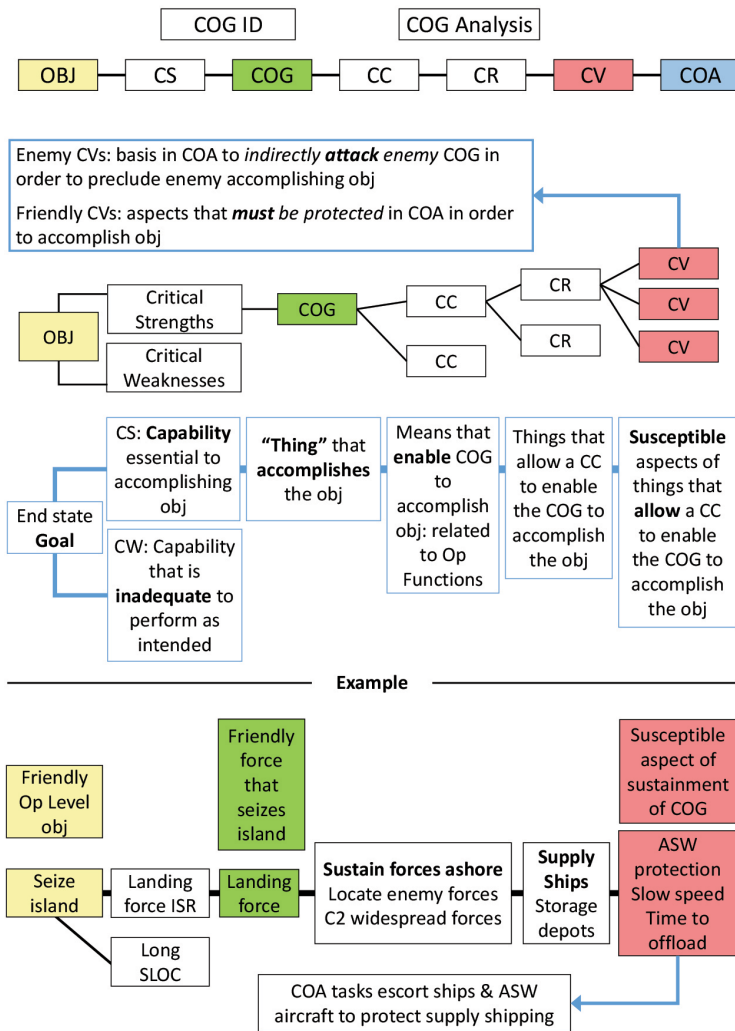 COG ID
COG Analysis
OBJ
CS
COG
CC
CR
CV
COA
Enemy CVs: basis in COA to indirectly attack enemy COG in
order to preclude enemy accomplishing obj
Friendly CVs: aspects that must be protected in COA in order
to accomplish obj
OBJ
Critical
Strengths
Critical
Weaknesses
COG
CC
CC
CR
CR
CV
CV
CV
End state
Goal
CS: Capability
essential to
accomplishing
obj
CW: Capability
that is
inadequate to
perform as
intended
“Thing” that
accomplishes
the obj
Means that
enable COG
to
accomplish
obj: related
to Op
Functions
Things that
allow a CC
to enable
the COG to
accomplish
the obj
Susceptible
aspects of
things that
allow a CC
to enable
the COG to
accomplish
the obj
Example
Friendly
Op Level
obj
Friendly
force
that
seizes
island
Susceptible
aspect of
sustainment
of COG
Seize
island
Landing
force ISR
Long
SLOC
Landing
force
Sustain forces ashore
Locate enemy forces
C2 widespread forces
Supply
Ships
Storage
depots
ASW
protection
Slow speed
Time to
offload
COA tasks escort ships & ASW
aircraft to protect supply shipping